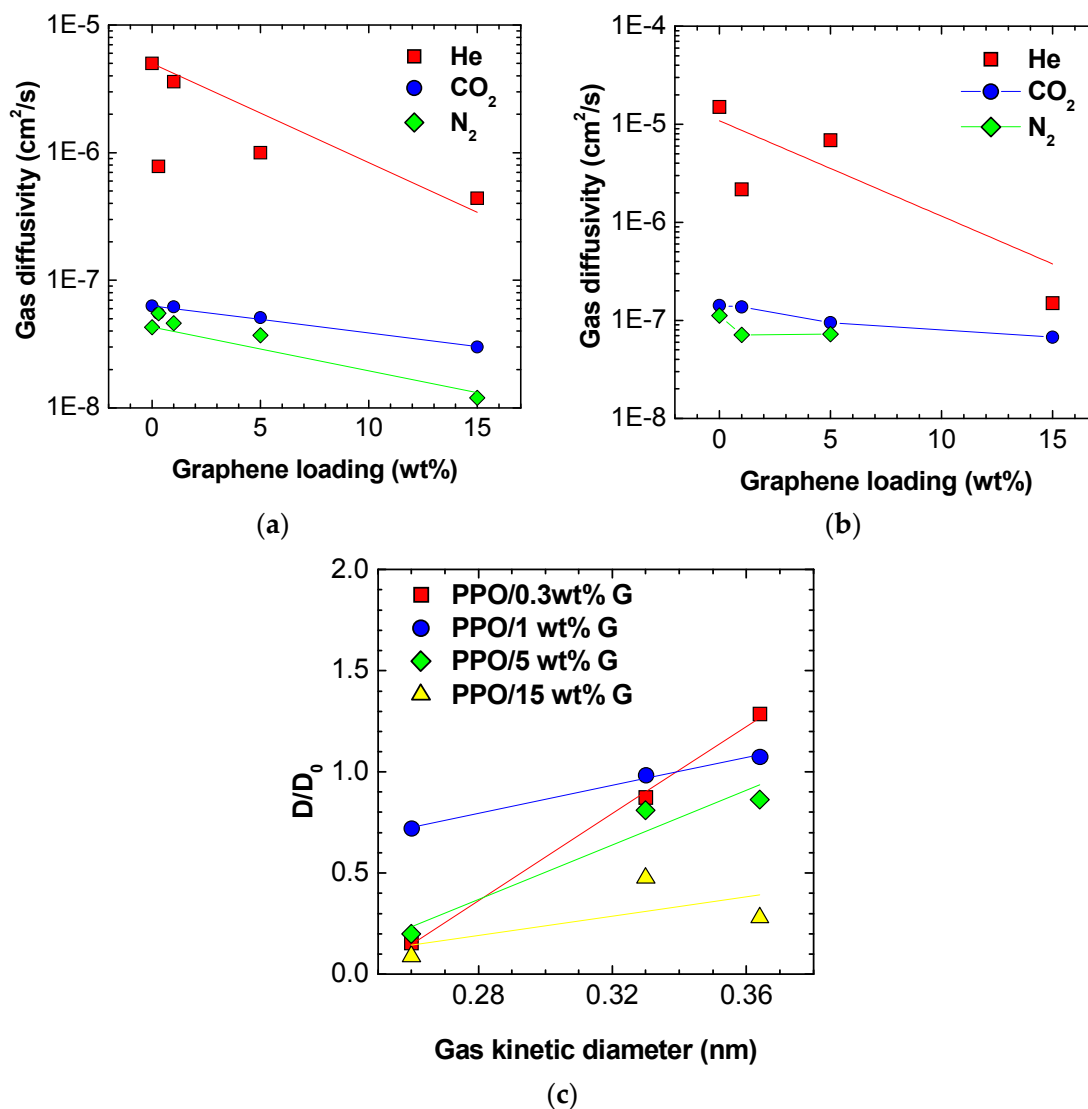 Gas diffusivity (cm²/s)
1E-5
1E-6
1E-7
1E-8
He
CO₂
N₂
0 5 10 15
Graphene loading (wt%)
(a)
Gas diffusivity (cm²/s)
1E-4
1E-5
1E-6
1E-7
1E-8
He
CO₂
N₂
0 5 10 15
Graphene loading (wt%)
(b)
D/D₀
2.0
1.5
1.0
0.5
0.0
PPO/0.3wt% G
PPO/1 wt% G
PPO/5 wt% G
PPO/15 wt% G
0.28 0.32 0.36
Gas kinetic diameter (nm)
(c)